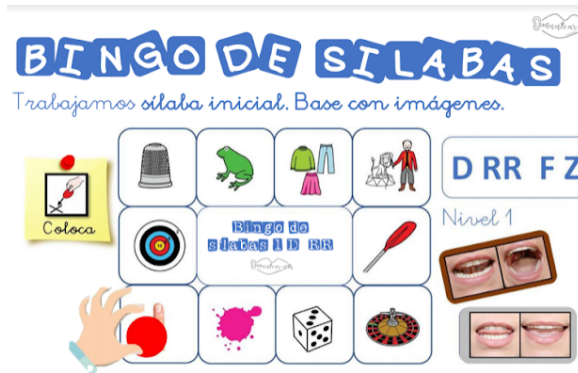 BINGO DE SILABAS
Trabajamos sílaba inicial. Base con imágenes.
D RR F Z
Coloca
Nivel 1
Bingo de
sílabas 1 D RR